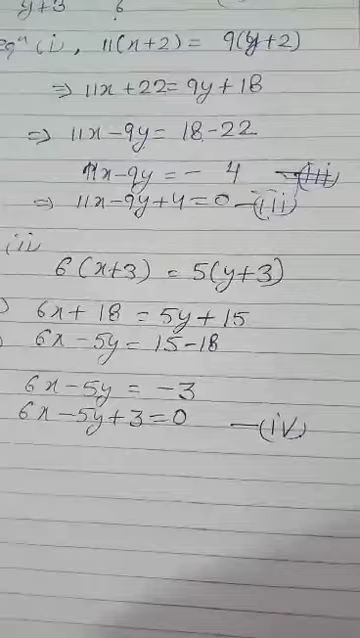 y+3 6
eqⁿ (i), 11(x+2) = 9(y+2)
⇒ 11x+22 = 9y+18
⇒ 11x-9y = 18-22
11x-9y = - 4 -(iii)
⇒ 11x-9y+4=0 -(iii)
iii
6(x+3) = 5(y+3)
6x+18 = 5y+15
6x-5y = 15-18
6x-5y = -3
6x-5y+3=0 -(iv)